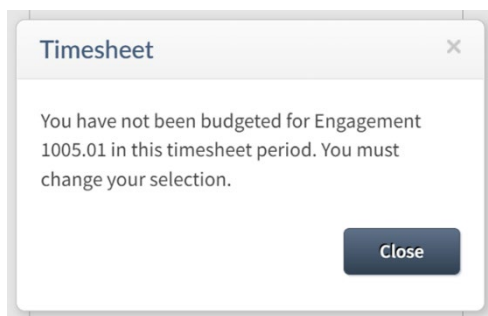 Timesheet
You have not been budgeted for Engagement
1005.01 in this timesheet period. You must
change your selection.
Close